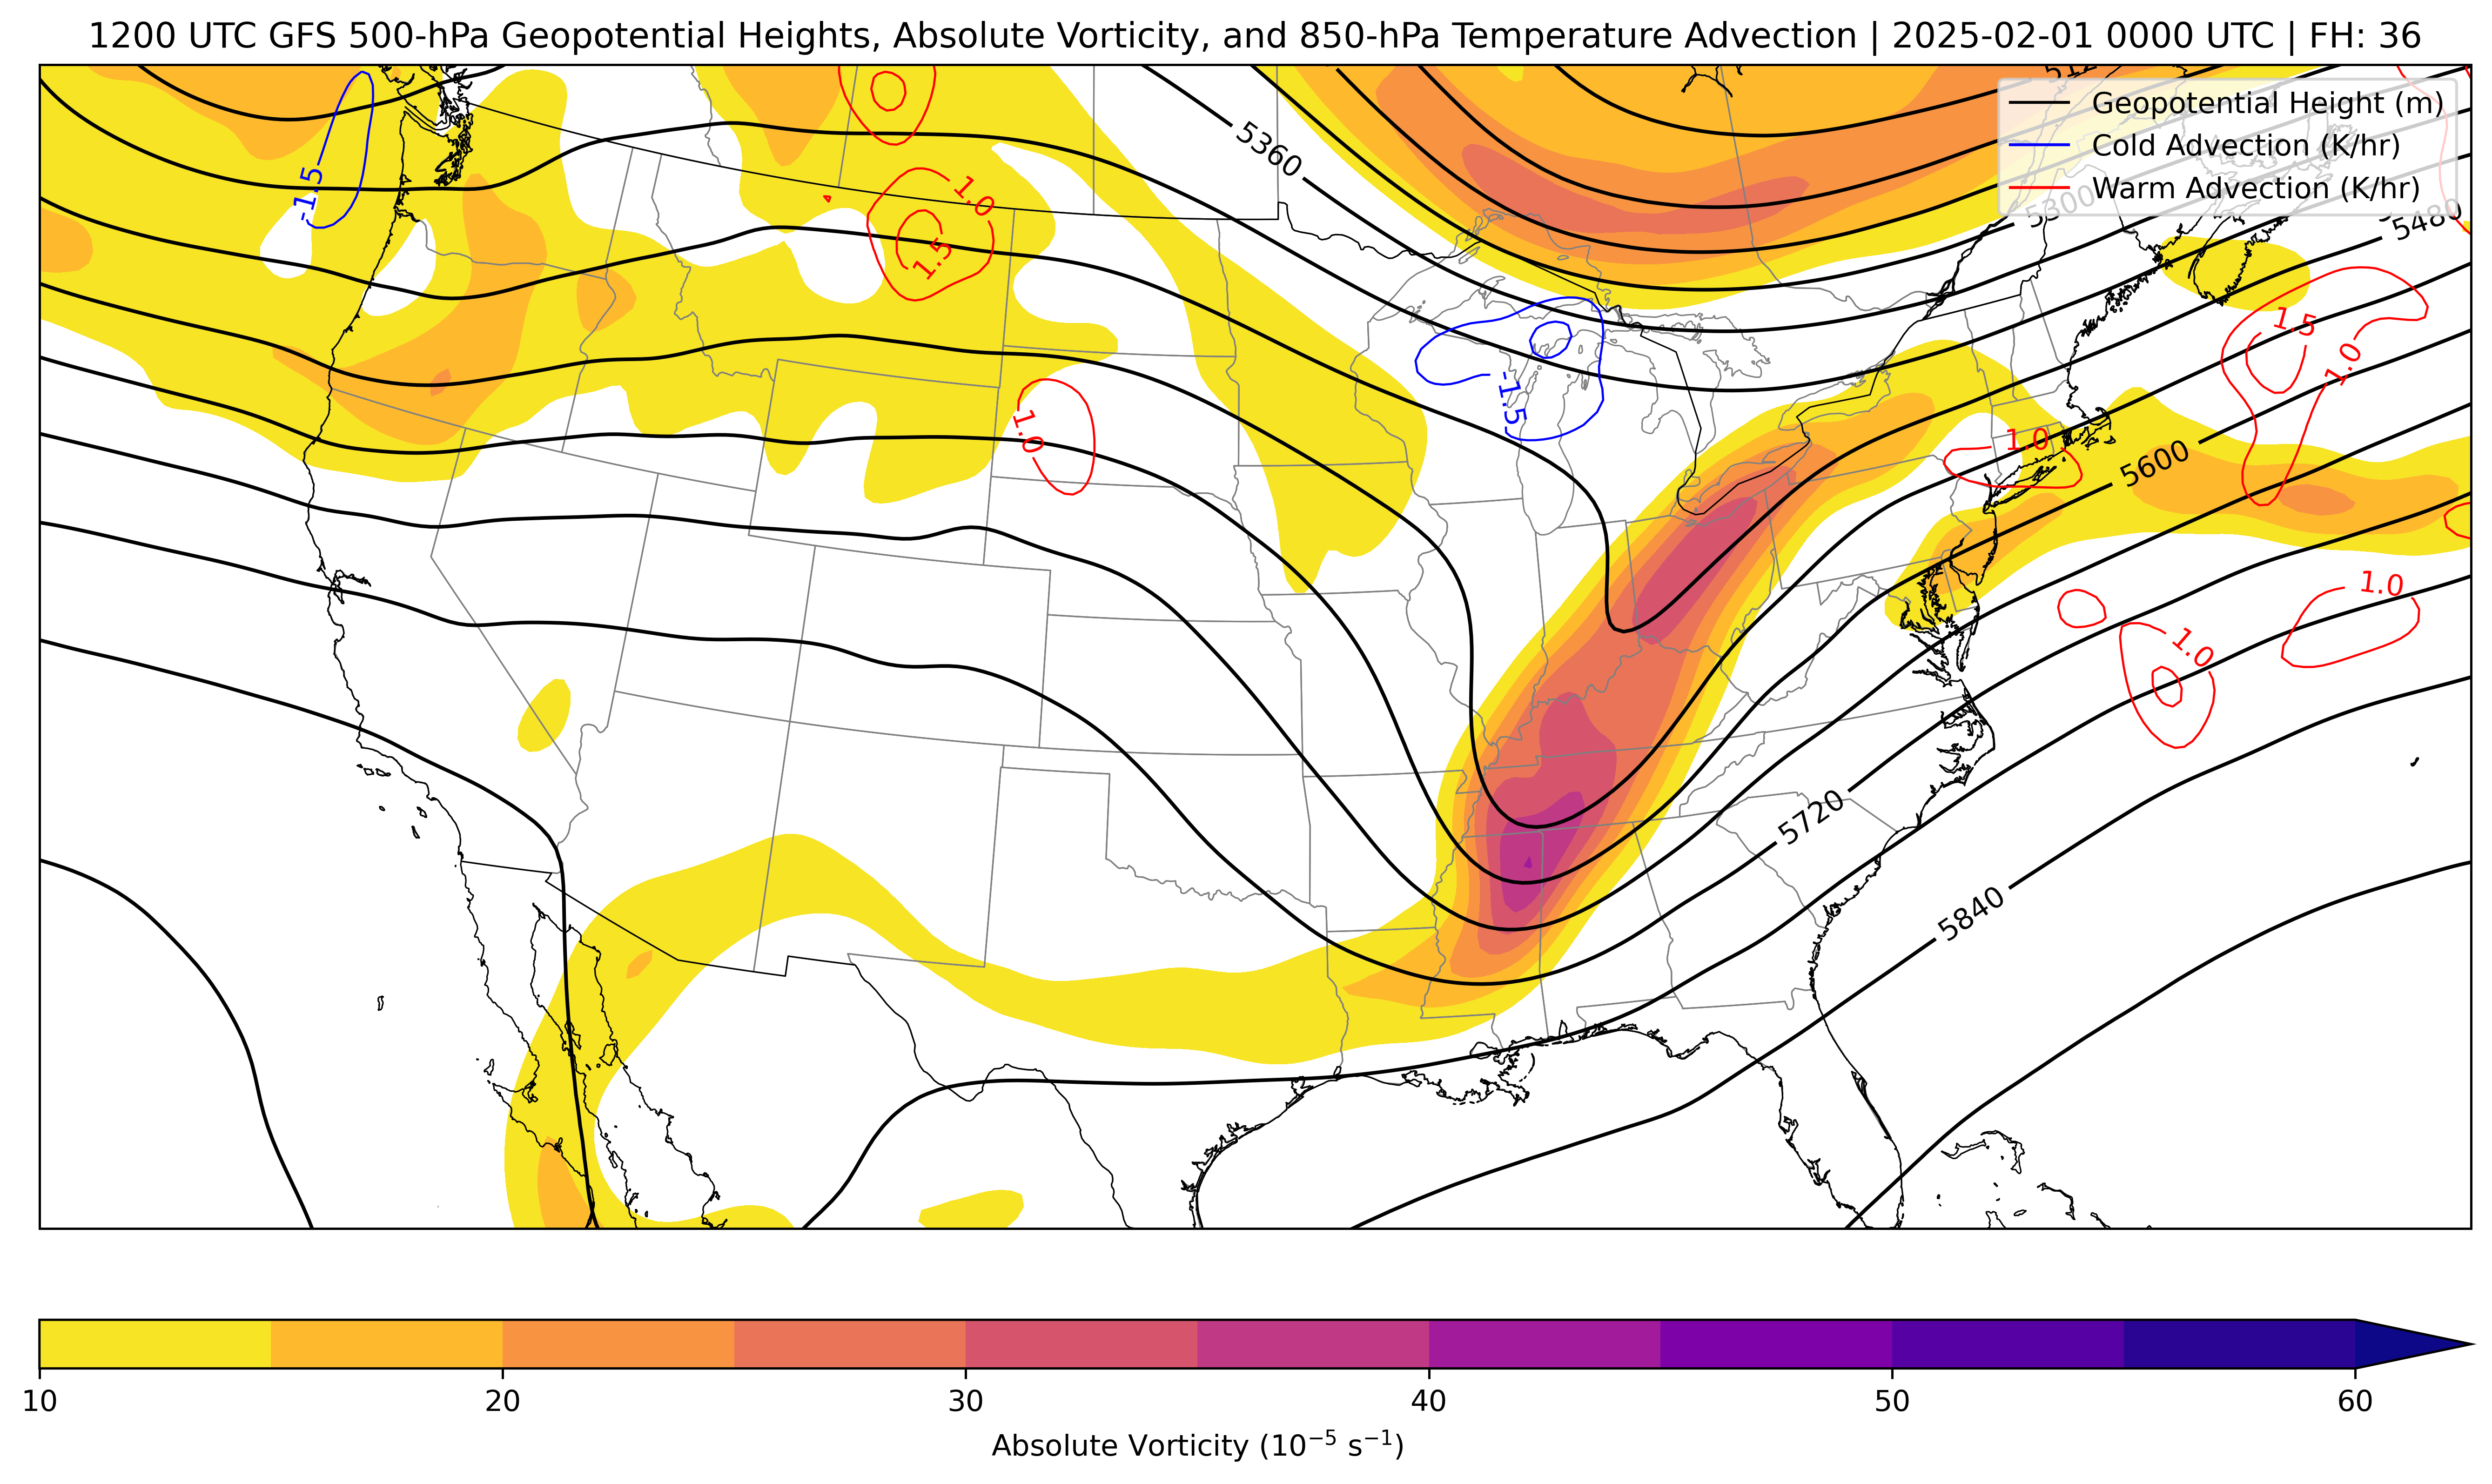 1200 UTC GFS 500-hPa Geopotential Heights, Absolute Vorticity, and 850-hPa Temperature Advection | 2025-02-01 0000 UTC | FH: 36
Geopotential Height (m)
Cold Advection (K/hr)
Warm Advection (K/hr)
5360
5300
5480
-1.5
1.0
1.5
1.5
1.0
-1.5
1.0
1.0
5600
1.0
1.0
5720
5840
10 20 30 40 50 60
Absolute Vorticity (10⁻⁵ s⁻¹)